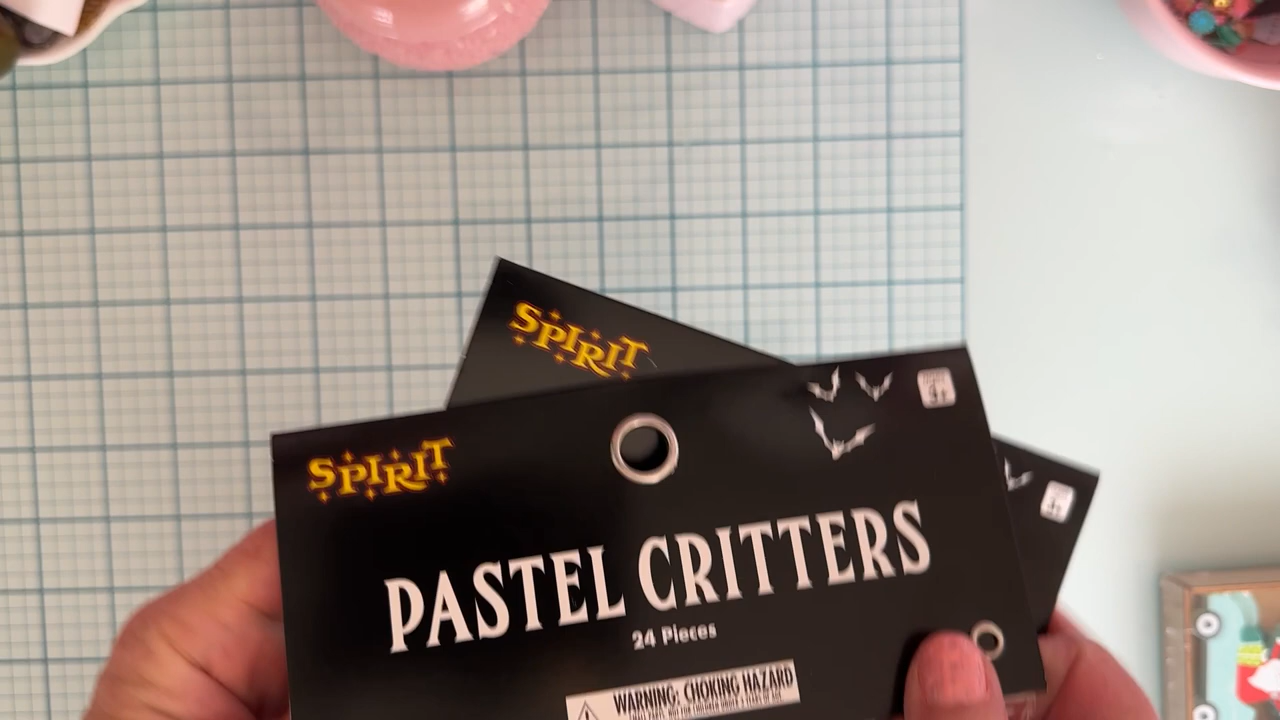 SPIRIT
SPIRIT
PASTEL CRITTERS
24 Pieces
WARNING: CHOKING HAZARD